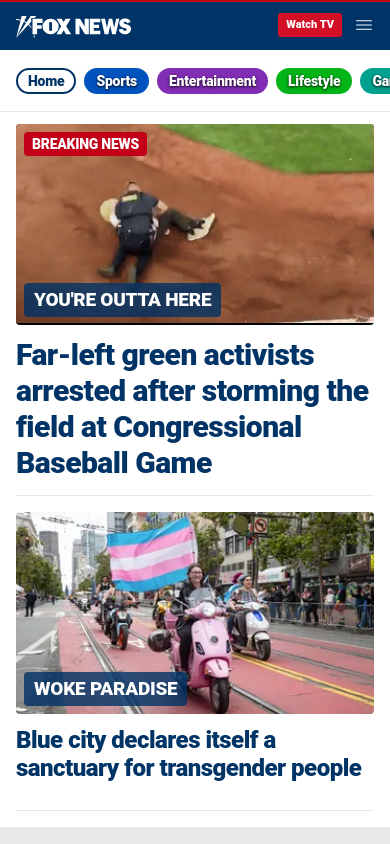 FOX NEWS
Watch TV
Home
Sports
Entertainment
Lifestyle
Ga
BREAKING NEWS
YOU'RE OUTTA HERE
Far-left green activists
arrested after storming the
field at Congressional
Baseball Game
WOKE PARADISE
Blue city declares itself a
sanctuary for transgender people